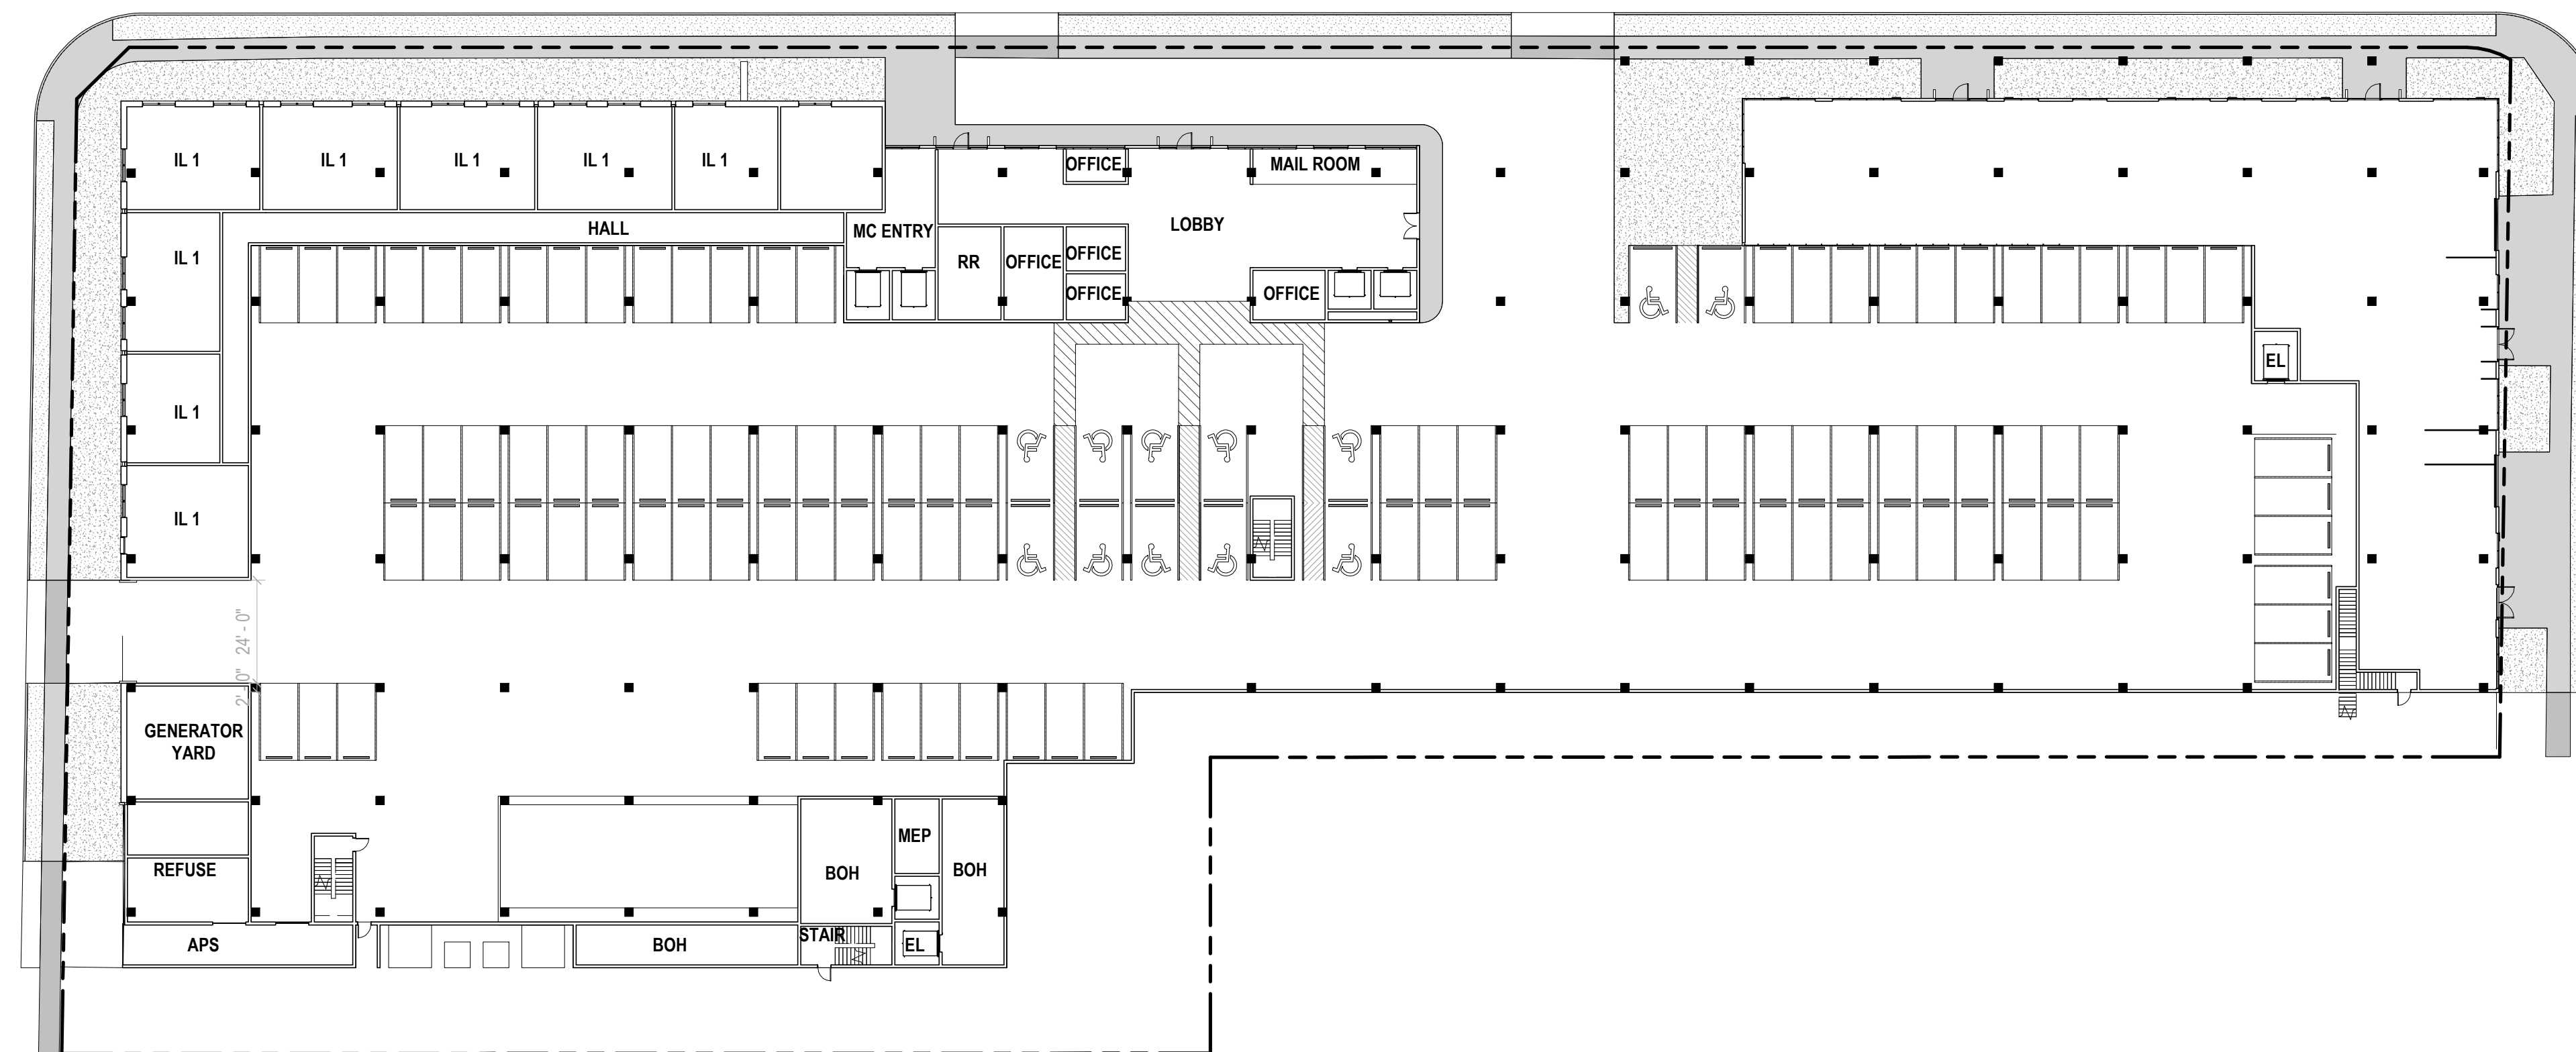 OFFICE
MAIL ROOM
IL 1
IL 1
IL 1
IL 1
IL 1
HALL
MC ENTRY
LOBBY
IL 1
RR
OFFICE
OFFICE
OFFICE
OFFICE
EL
IL 1
IL 1
24' - 0"
GENERATOR
YARD
MEP
REFUSE
BOH
BOH
STAIR
APS
BOH
EL